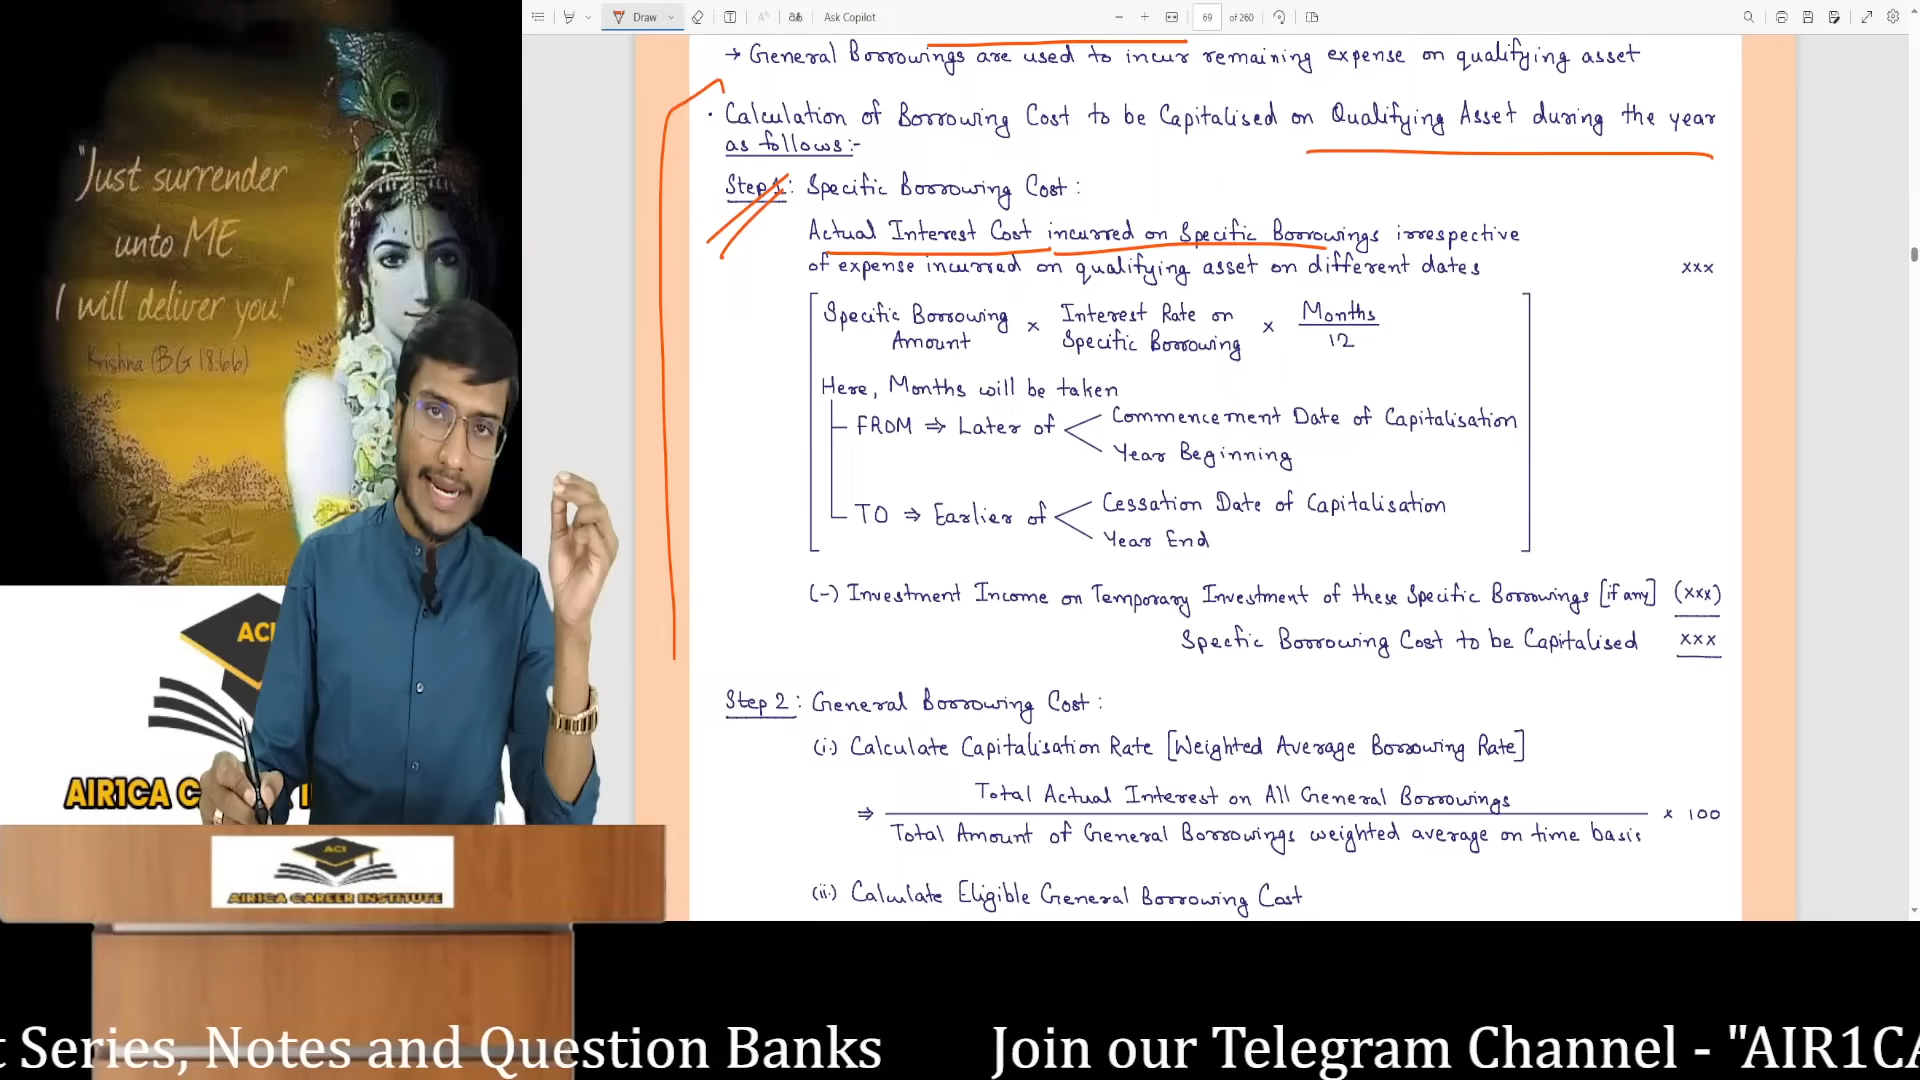 "Just surrender
unto ME
I will deliver you!"
- Krishna (B.G 18:66)
ACI
AIR1CA C
ACI
AIR1CA CAREER INSTITUTE
Draw
Ask Copilot
69
of 260
→ General Borrowings are used to incur remaining expense on qualifying asset
• Calculation of Borrowing Cost to be Capitalised on Qualifying Asset during the year
as follows:-
Step 1: Specific Borrowing Cost:
Actual Interest Cost incurred on Specific Borrowings irrespective
of expense incurred on qualifying asset on different dates xxx
Specific Borrowing Amount × Interest Rate on Specific Borrowing × Months/12
Here, Months will be taken
FROM ⇒ Later of
Commencement Date of Capitalisation
Year Beginning
TO ⇒ Earlier of
Cessation Date of Capitalisation
Year End
(-) Investment Income on Temporary Investment of these Specific Borrowings [if any] (xxx)
Specfic Borrowing Cost to be Capitalised xxx
Step 2: General Borrowing Cost:
(i.) Calculate Capitalisation Rate [Weighted Average Borrowing Rate]
Total Actual Interest on All General Borrowings
⇒ × 100
Total Amount of General Borrowings weighted average on time basis
(ii.) Calculate Eligible General Borrowing Cost
t Series, Notes and Question Banks Join our Telegram Channel - "AIR1CA